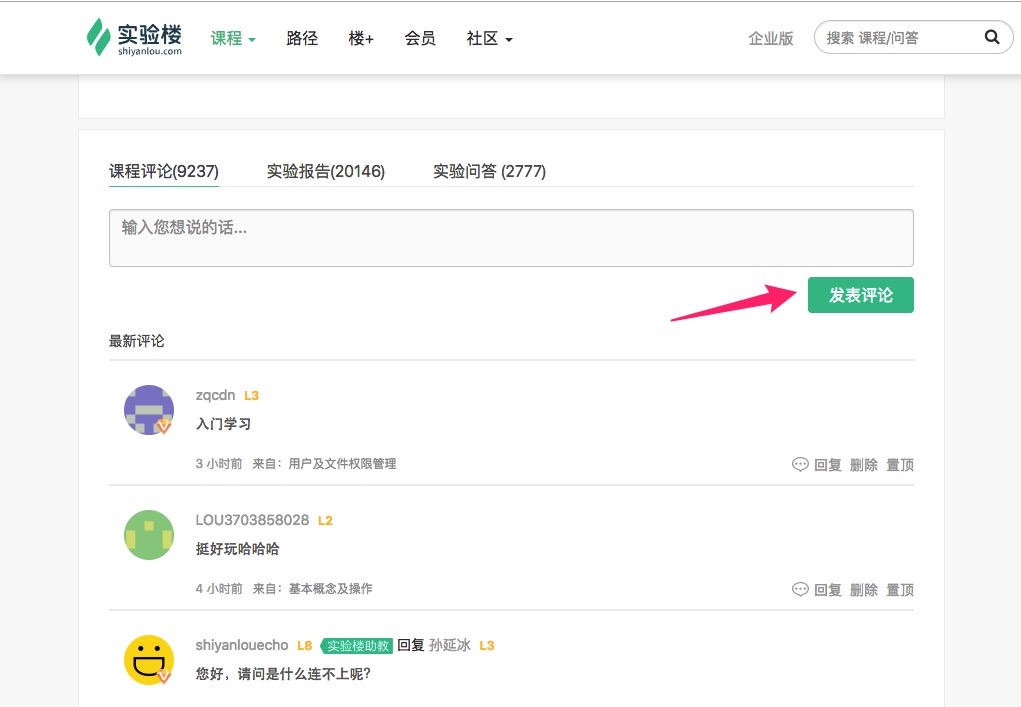 实验楼
shiyanlou.com
课程 路径 楼+ 会员 社区 企业版 搜索 课程/问答
课程评论(9237) 实验报告(20146) 实验问答 (2777)
输入您想说的话...
发表评论
最新评论
zqcdn L3
入门学习
3 小时前 来自：用户及文件权限管理 回复 删除 置顶
LOU3703858028 L2
挺好玩哈哈哈
4 小时前 来自：基本概念及操作 回复 删除 置顶
shiyanlouecho L8 实验楼助教 回复 孙延冰 L3
您好，请问是什么连不上呢?